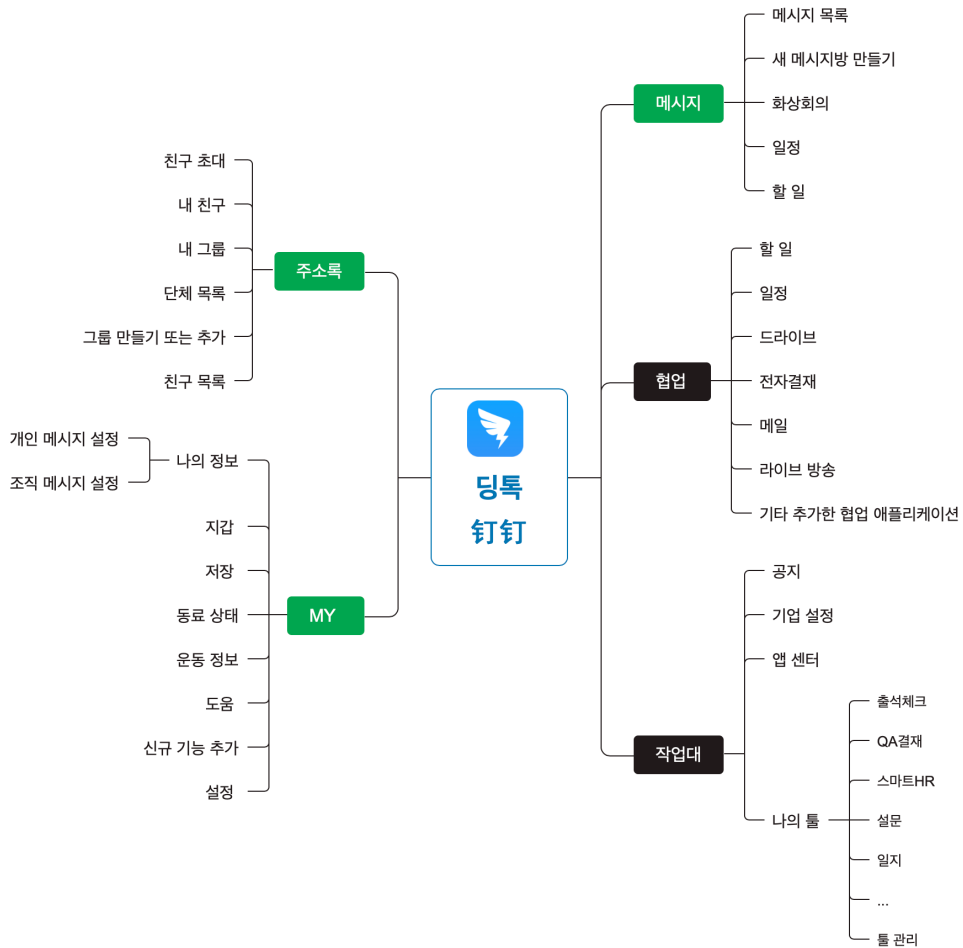 딩톡
钉钉
메시지
메시지 목록
새 메시지방 만들기
화상회의
일정
할 일
협업
할 일
일정
드라이브
전자결재
메일
라이브 방송
기타 추가한 협업 애플리케이션
작업대
공지
기업 설정
앱 센터
나의 툴
출석체크
QA결재
스마트HR
설문
일지
...
툴 관리
주소록
친구 초대
내 친구
내 그룹
단체 목록
그룹 만들기 또는 추가
친구 목록
MY
나의 정보
개인 메시지 설정
조직 메시지 설정
지갑
저장
동료 상태
운동 정보
도움
신규 기능 추가
설정